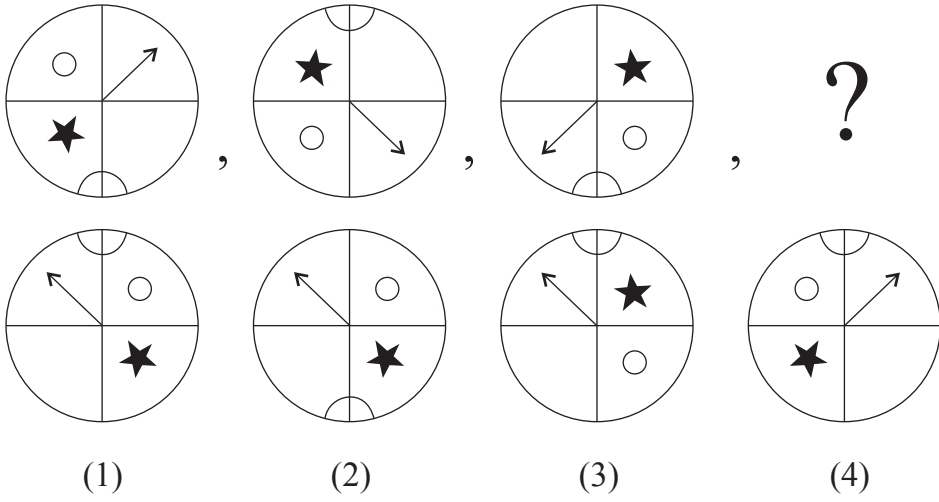 , , , ?
(1) (2) (3) (4)